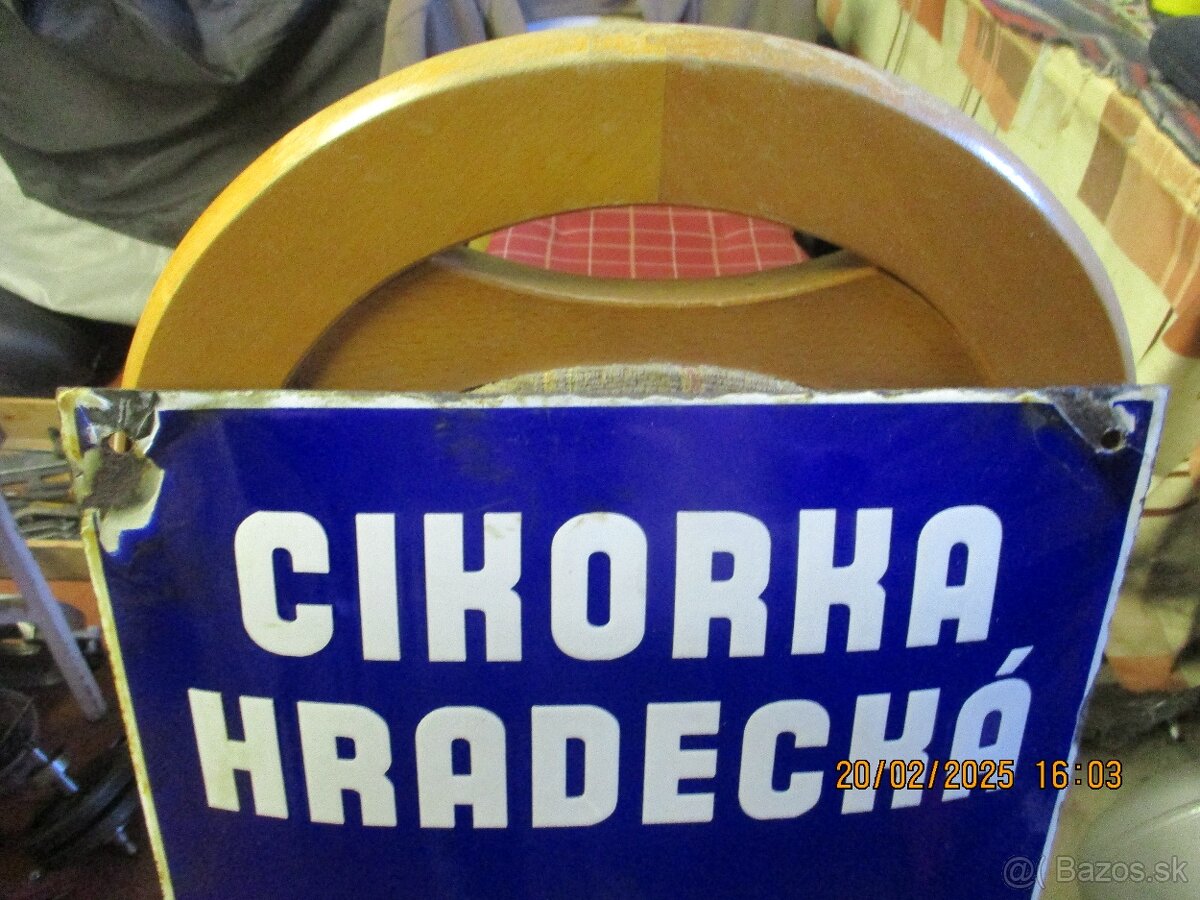 CIKORKA
HRADECKÁ
20/02/2025 16:03
@( Bazos.sk